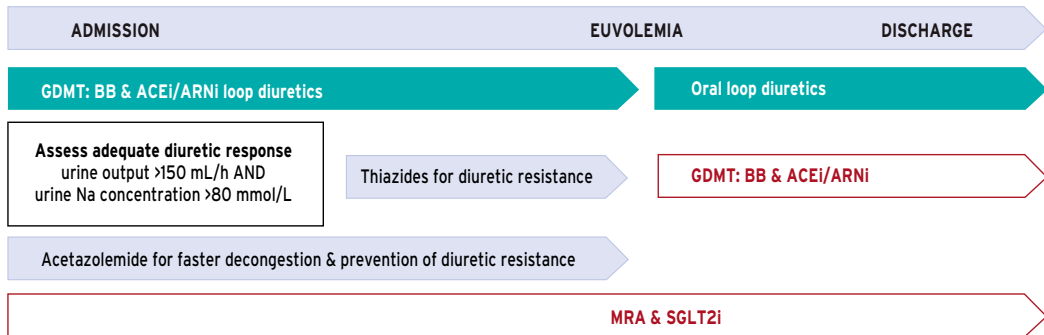 ADMISSION EUVOLEMIA DISCHARGE
GDMT: BB & ACEi/ARNi loop diuretics Oral loop diuretics
Assess adequate diuretic response
urine output >150 mL/h AND
urine Na concentration >80 mmol/L
Thiazides for diuretic resistance
GDMT: BB & ACEi/ARNi
Acetazolemide for faster decongestion & prevention of diuretic resistance
MRA & SGLT2i